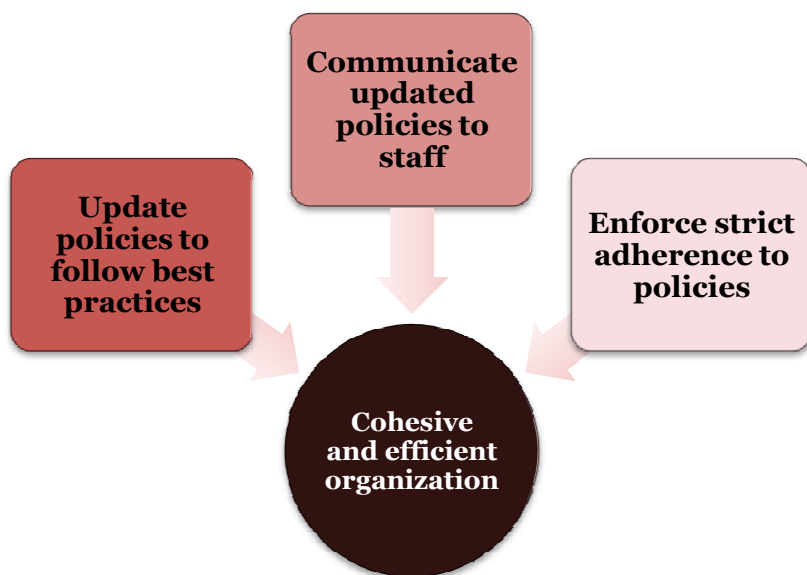 Update
policies to
follow best
practices
Communicate
updated
policies to
staff
Enforce strict
adherence to
policies
Cohesive
and efficient
organization